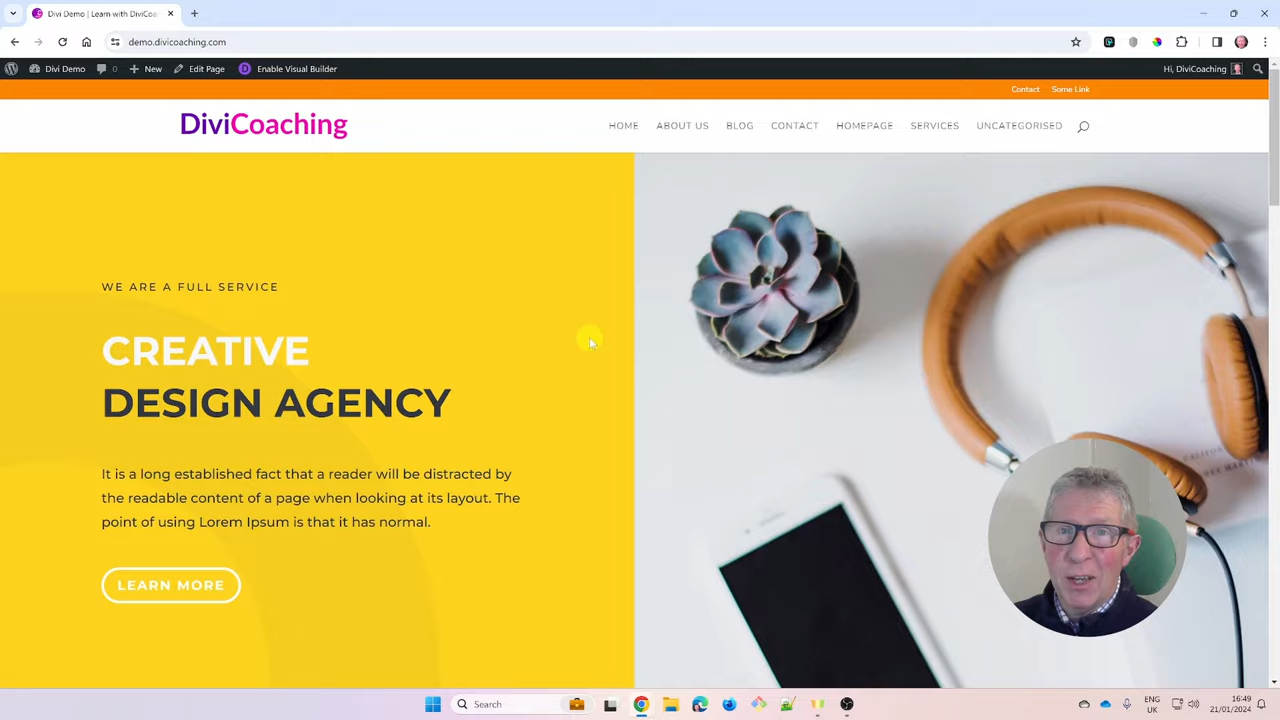 Divi Demo | Learn with DiviCoa
demo.divicoaching.com
Divi Demo
0
New
Edit Page
Enable Visual Builder
Hi, DiviCoaching
Contact
Some Link
DiviCoaching
HOME
ABOUT US
BLOG
CONTACT
HOMEPAGE
SERVICES
UNCATEGORISED
WE ARE A FULL SERVICE
CREATIVE
DESIGN AGENCY
It is a long established fact that a reader will be distracted by
the readable content of a page when looking at its layout. The
point of using Lorem Ipsum is that it has normal.
LEARN MORE
Search
ENG
UK
16:49
21/01/2024